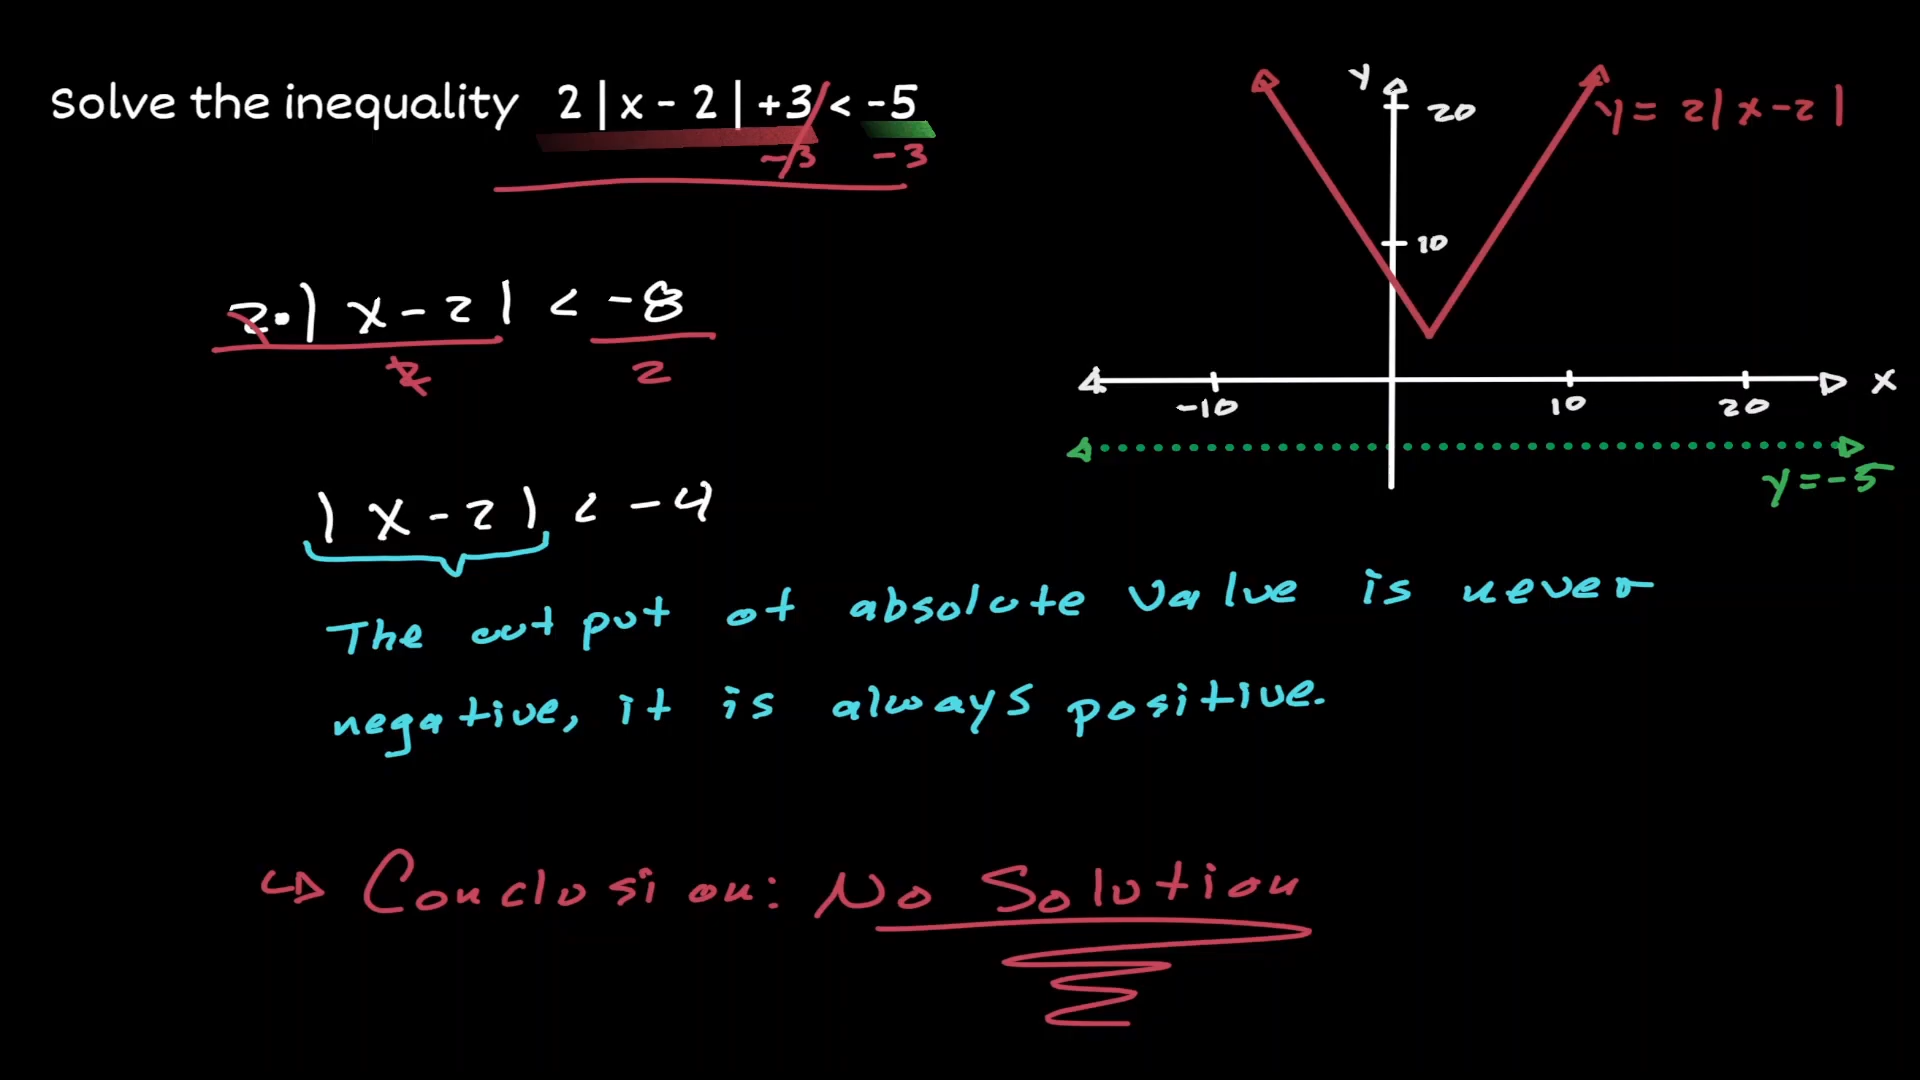 Solve the inequality 2|x - 2| +3 < -5
-3 -3
2·|x-2| < -8
2 2
|x-2| < -4
The output of absolute value is never
negative, it is always positive.
↪ Conclusion: No Solution
y
20
y = 2|x-2|
10
x
-10 10 20
y=-5